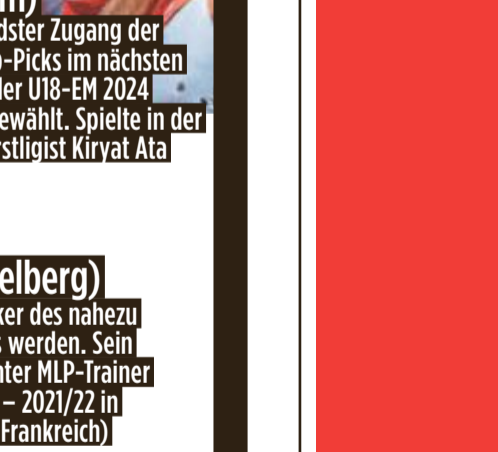 dster Zugang der
-Picks im nächsten
der U18-EM 2024
ewählt. Spielte in der
rstligist Kiryat Ata
elberg)
ker des nahezu
s werden. Sein
nter MLP-Trainer
– 2021/22 in
Frankreich)